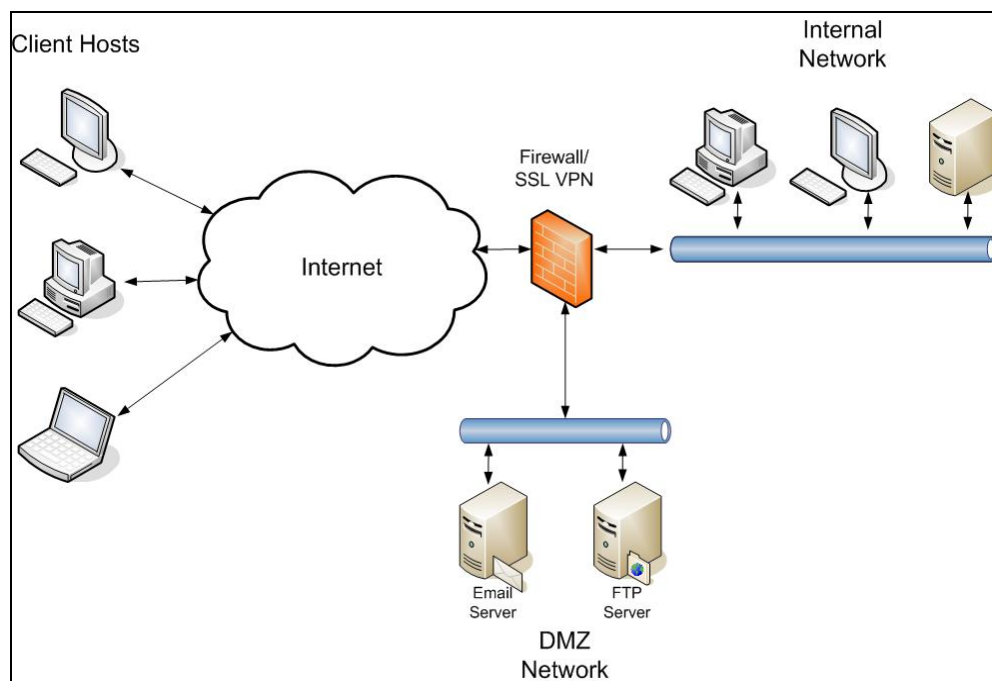 Client Hosts
Internal
Network
Firewall/
SSL VPN
Internet
Email
Server
FTP
Server
DMZ
Network